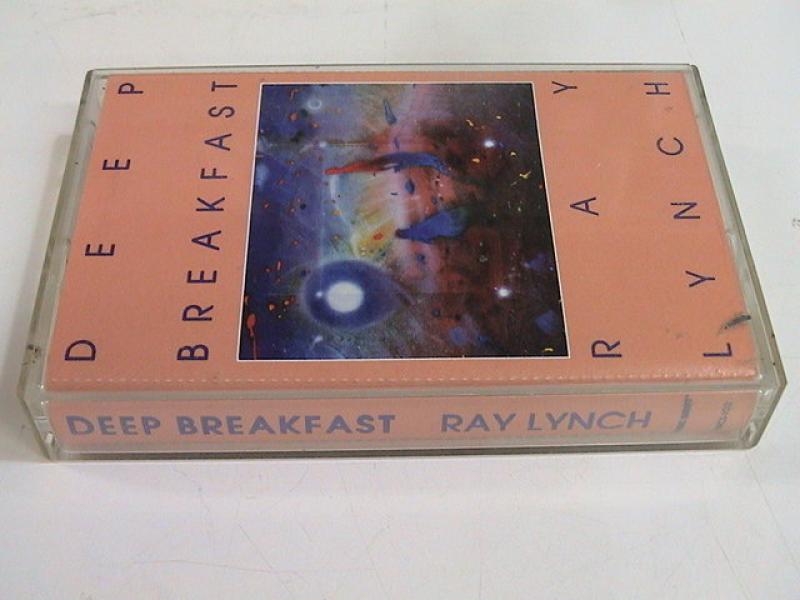 DEEP
BREAKFAST
RAY
LYNCH
DEEP BREAKFAST RAY LYNCH